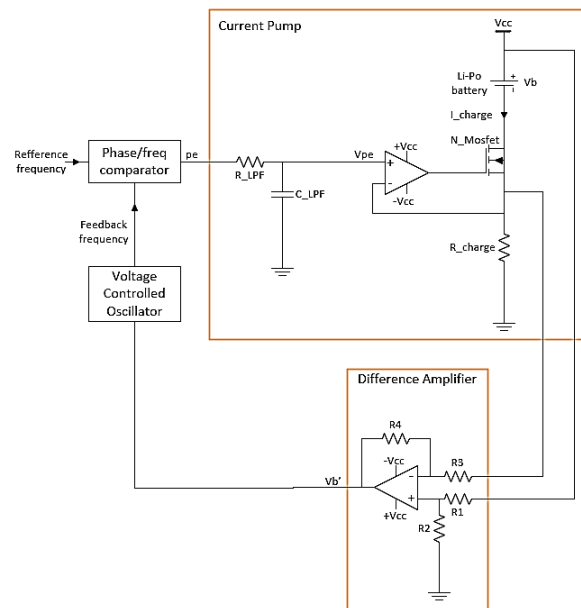 Current Pump
Vcc
Li-Po
battery
+
Vb
I_charge
N_Mosfet
Refference
frequency
Phase/freq
comparator
pe
R_LPF
C_LPF
Vpe
+Vcc
+
-
-Vcc
R_charge
Feedback
frequency
Voltage
Controlled
Oscillator
Difference Amplifier
R4
-Vcc
R3
-
+
R1
Vb'
+Vcc
R2